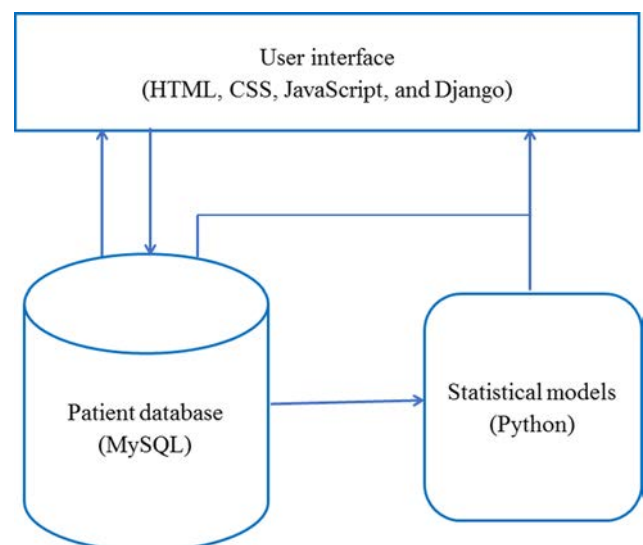 User interface
(HTML, CSS, JavaScript, and Django)
Patient database
(MySQL)
Statistical models
(Python)